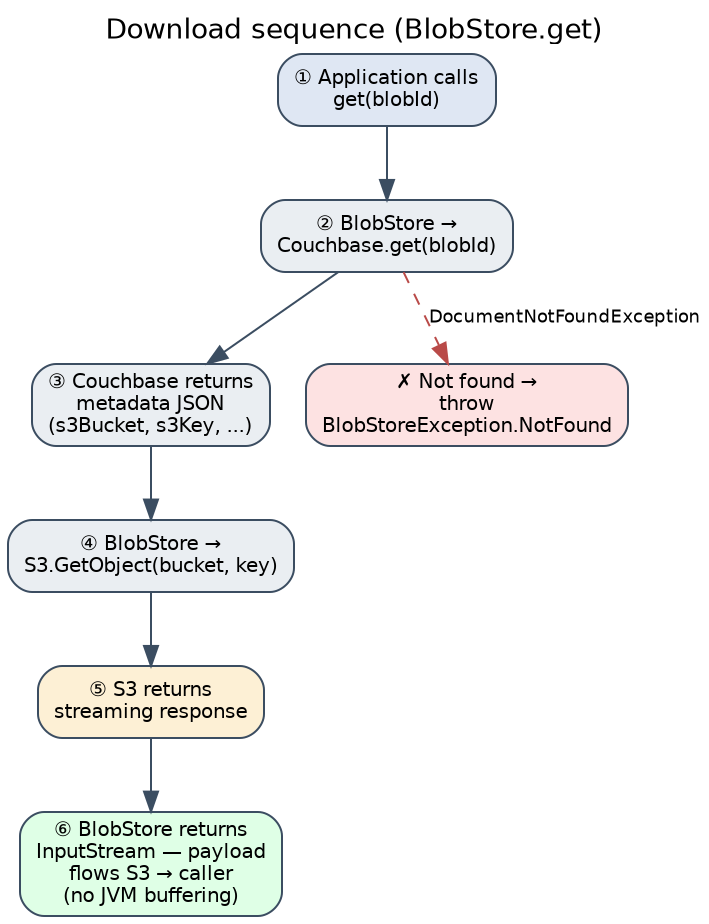 Download sequence (BlobStore.get)
① Application calls
get(blobId)
② BlobStore →
Couchbase.get(blobId)
DocumentNotFoundException
③ Couchbase returns
metadata JSON
(s3Bucket, s3Key, ...)
✗ Not found →
throw
BlobStoreException.NotFound
④ BlobStore →
S3.GetObject(bucket, key)
⑤ S3 returns
streaming response
⑥ BlobStore returns
InputStream — payload
flows S3 → caller
(no JVM buffering)